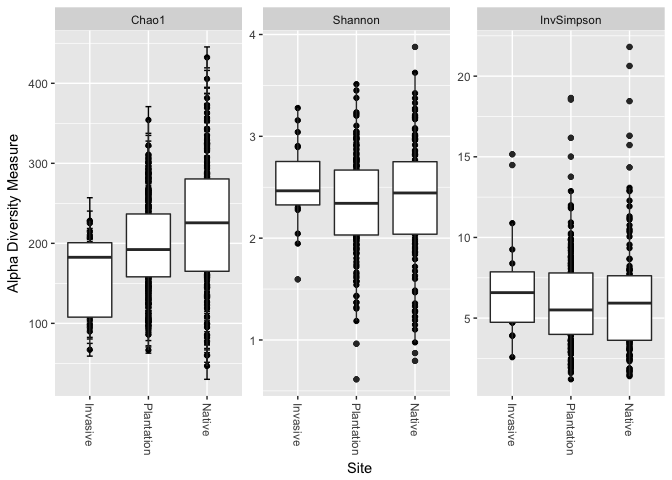 Chao1 Shannon InvSimpson
Alpha Diversity Measure
400
300
200
100
4
3
2
1
20
15
10
5
Invasive
Plantation
Native
Invasive
Plantation
Native
Invasive
Plantation
Native
Site